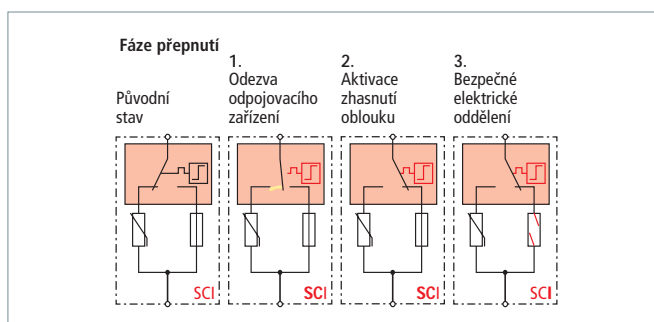 Fáze přepnutí
Původní
stav
1.
Odezva
odpojovacího
zařízení
2.
Aktivace
zhasnutí
oblouku
3.
Bezpečné
elektrické
oddělení
SCI
SCI
SCI
SCI